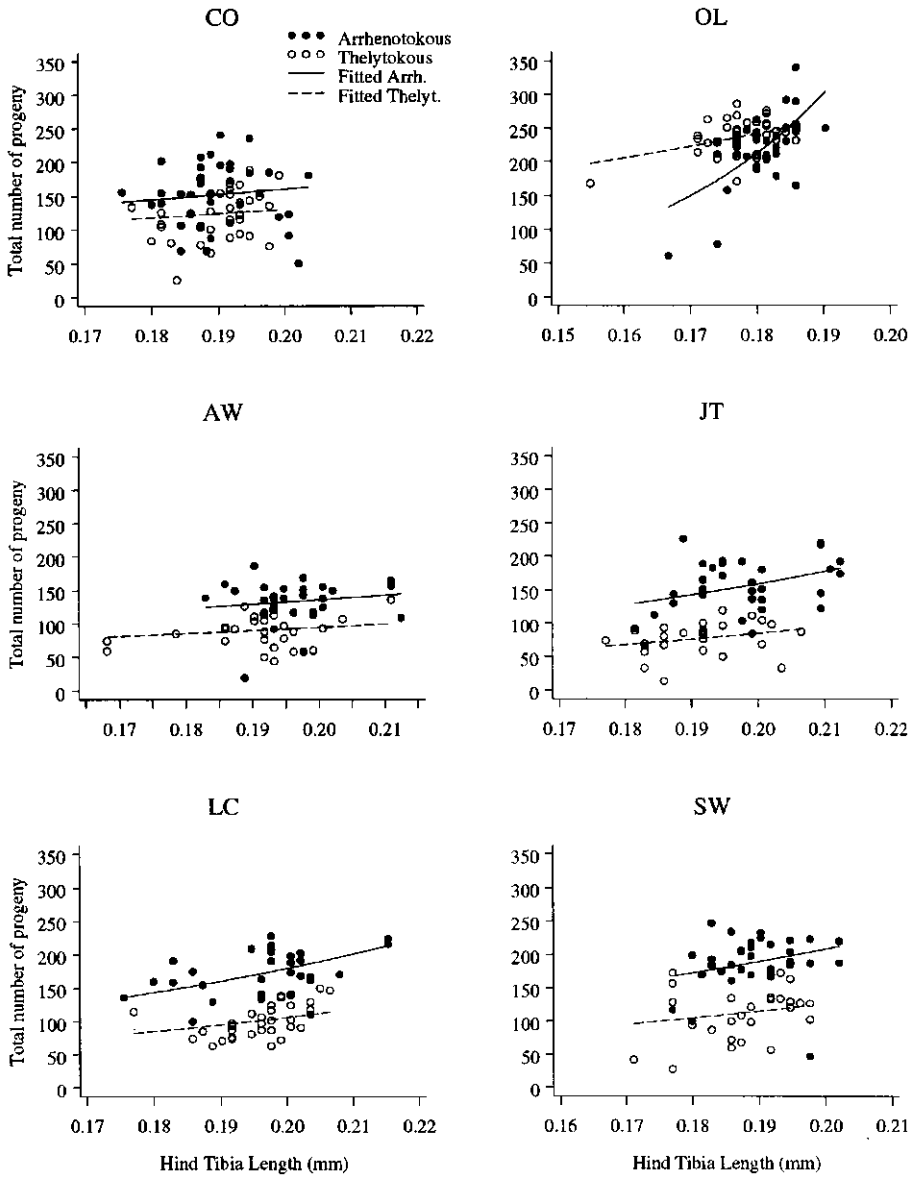 CO
Arrhenotokous
Thelytokous
Fitted Arrh.
Fitted Thelyt.
Total number of progeny
350
300
250
200
150
100
50
0
0.17 0.18 0.19 0.20 0.21 0.22
OL
350
300
250
200
150
100
50
0
0.15 0.16 0.17 0.18 0.19 0.20
AW
Total number of progeny
350
300
250
200
150
100
50
0
0.17 0.18 0.19 0.20 0.21
JT
350
300
250
200
150
100
50
0
0.17 0.18 0.19 0.20 0.21 0.22
LC
Total number of progeny
350
300
250
200
150
100
50
0
0.17 0.18 0.19 0.20 0.21 0.22
Hind Tibia Length (mm)
SW
350
300
250
200
150
100
50
0
0.16 0.17 0.18 0.19 0.20 0.21
Hind Tibia Length (mm)